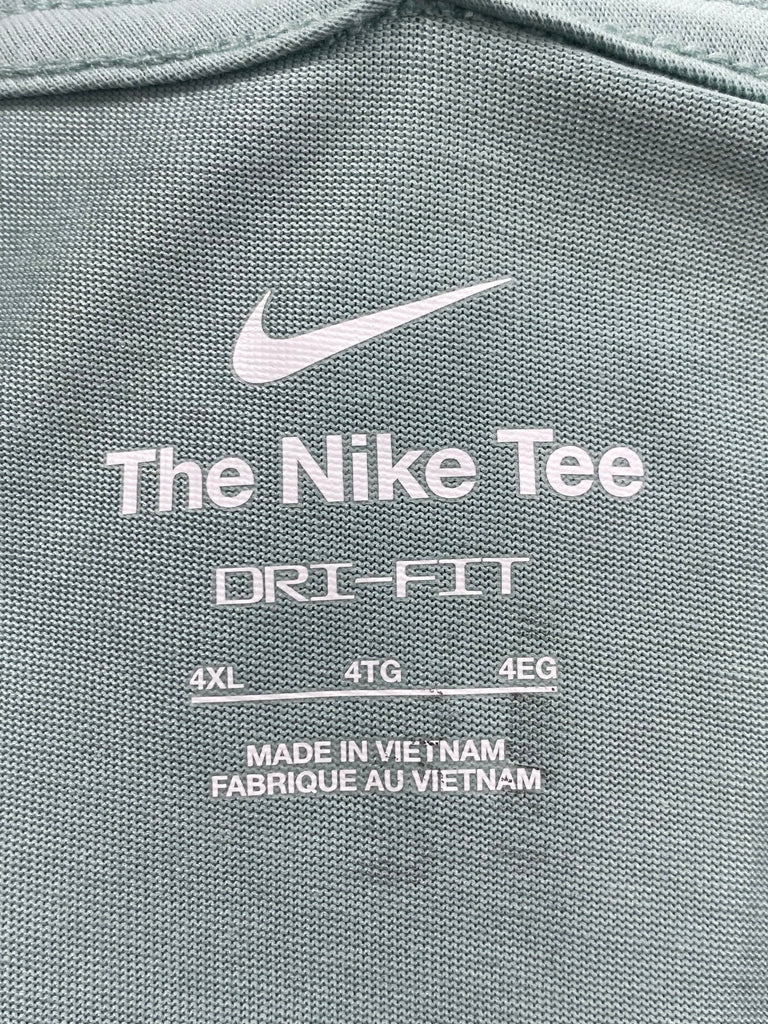 The Nike Tee
DRI-FIT
4XL 4TG 4EG
MADE IN VIETNAM
FABRIQUE AU VIETNAM